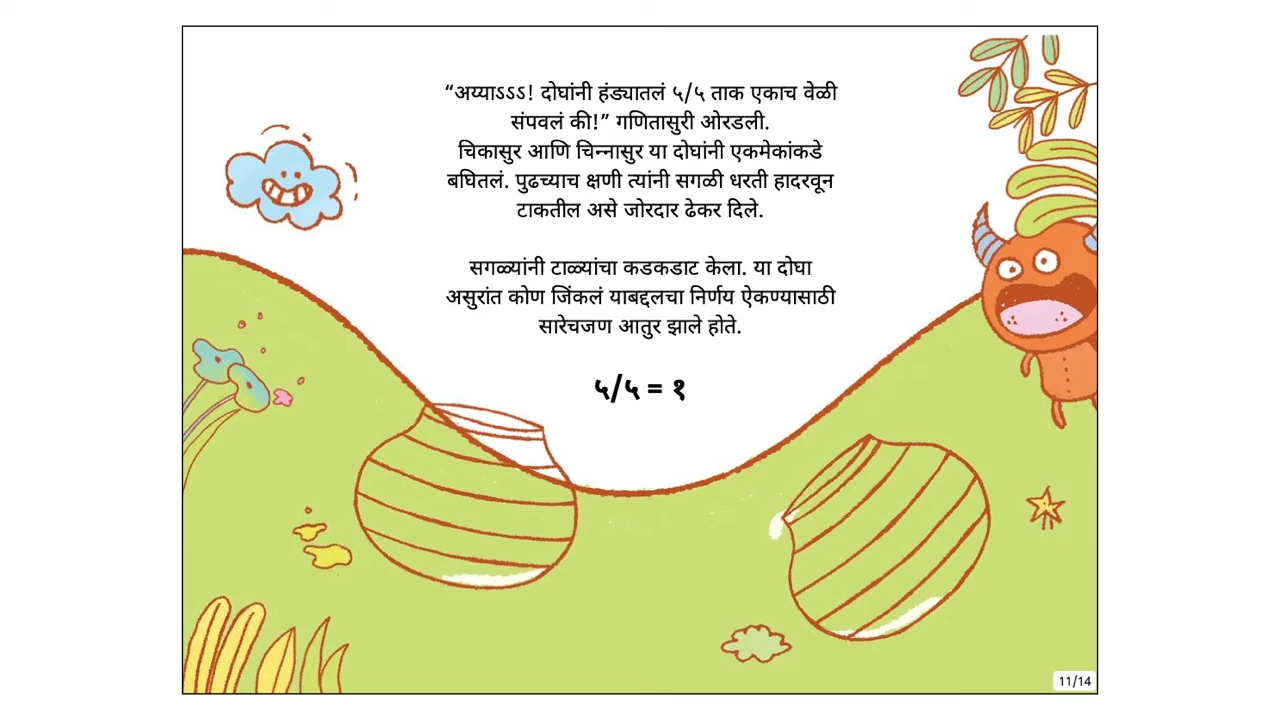 “अय्याऽऽऽ! दोघांनी हंड्यातलं ५/५ ताक एकाच वेळी
संपवलं की!” गणितासुरी ओरडली.
चिकासुर आणि चिन्नासुर या दोघांनी एकमेकांकडे
बघितलं. पुढच्याच क्षणी त्यांनी सगळी धरती हादरवून
टाकतील असे जोरदार ढेकर दिले.
सगळ्यांनी टाळ्यांचा कडकडाट केला. या दोघा
असुरांत कोण जिंकलं याबद्दलचा निर्णय ऐकण्यासाठी
सारेचजण आतुर झाले होते.
५/५ = १
11/14